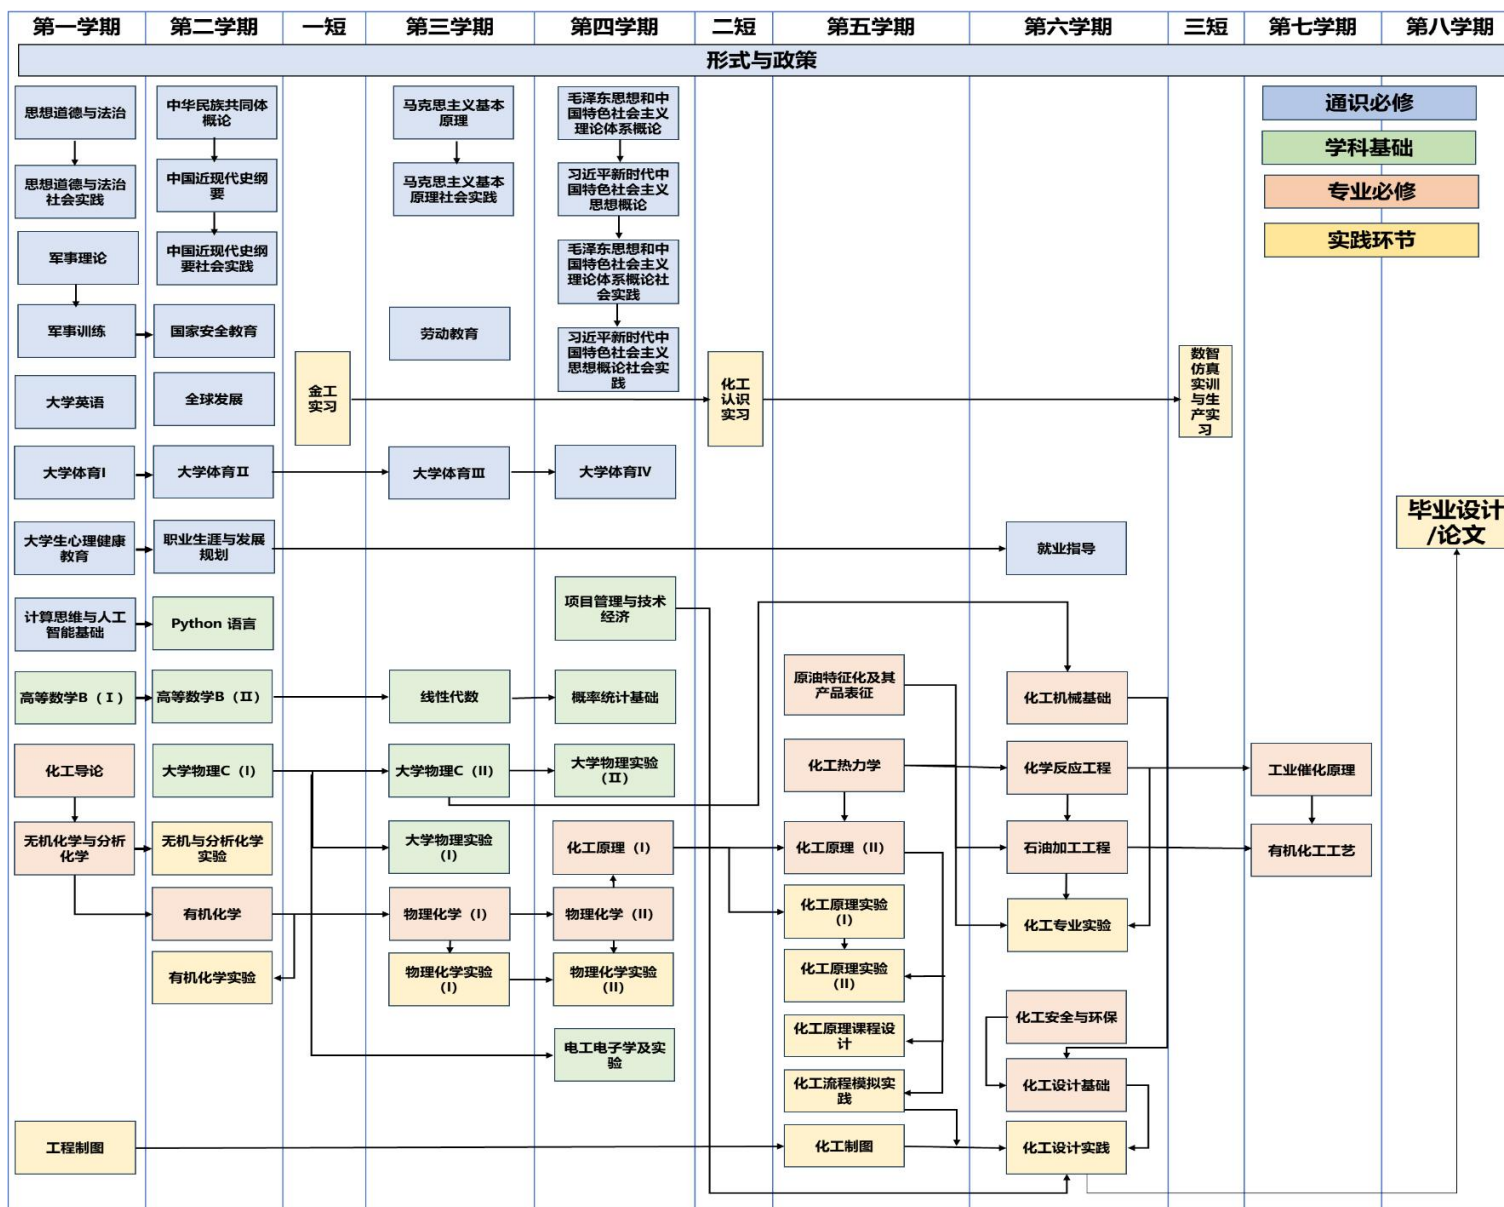 第一学期
第二学期
一短
第三学期
第四学期
二短
第五学期
第六学期
三短
第七学期
第八学期
形式与政策
思想道德与法治
思想道德与法治
社会实践
军事理论
军事训练
大学英语
大学体育I
大学生心理健康
教育
计算思维与人工
智能基础
高等数学B（I）
化工导论
无机化学与分析
化学
工程制图
中华民族共同体
概论
中国近现代史纲
要
中国近现代史纲
要社会实践
国家安全教育
全球发展
大学体育II
职业生涯与发展
规划
Python 语言
高等数学B（II）
大学物理C（I）
无机与分析化学
实验
有机化学
有机化学实验
金工
实习
马克思主义基本
原理
马克思主义基本
原理社会实践
劳动教育
大学体育III
线性代数
大学物理C（II）
大学物理实验
(I)
物理化学（I）
物理化学实验
(I)
毛泽东思想和中
国特色社会主义
理论体系概论
习近平新时代中
国特色社会主义
思想概论
毛泽东思想和中
国特色社会主义
理论体系概论社
会实践
习近平新时代中
国特色社会主义
思想概论社会实
践
大学体育IV
项目管理与技术
经济
概率统计基础
大学物理实验
(II)
化工原理（I）
物理化学（II）
物理化学实验
(II)
电工电子学及实
验
化工
认识
实习
原油特征化及其
产品表征
化工热力学
化工原理（II）
化工原理实验
(I)
化工原理实验
(II)
化工原理课程设
计
化工流程模拟实
践
化工制图
就业指导
化工机械基础
化学反应工程
石油加工工程
化工专业实验
化工安全与环保
化工设计基础
化工设计实践
数智
仿真
实训
与生
产实
习
通识必修
学科基础
专业必修
实践环节
工业催化原理
有机化工工艺
毕业设计
/论文